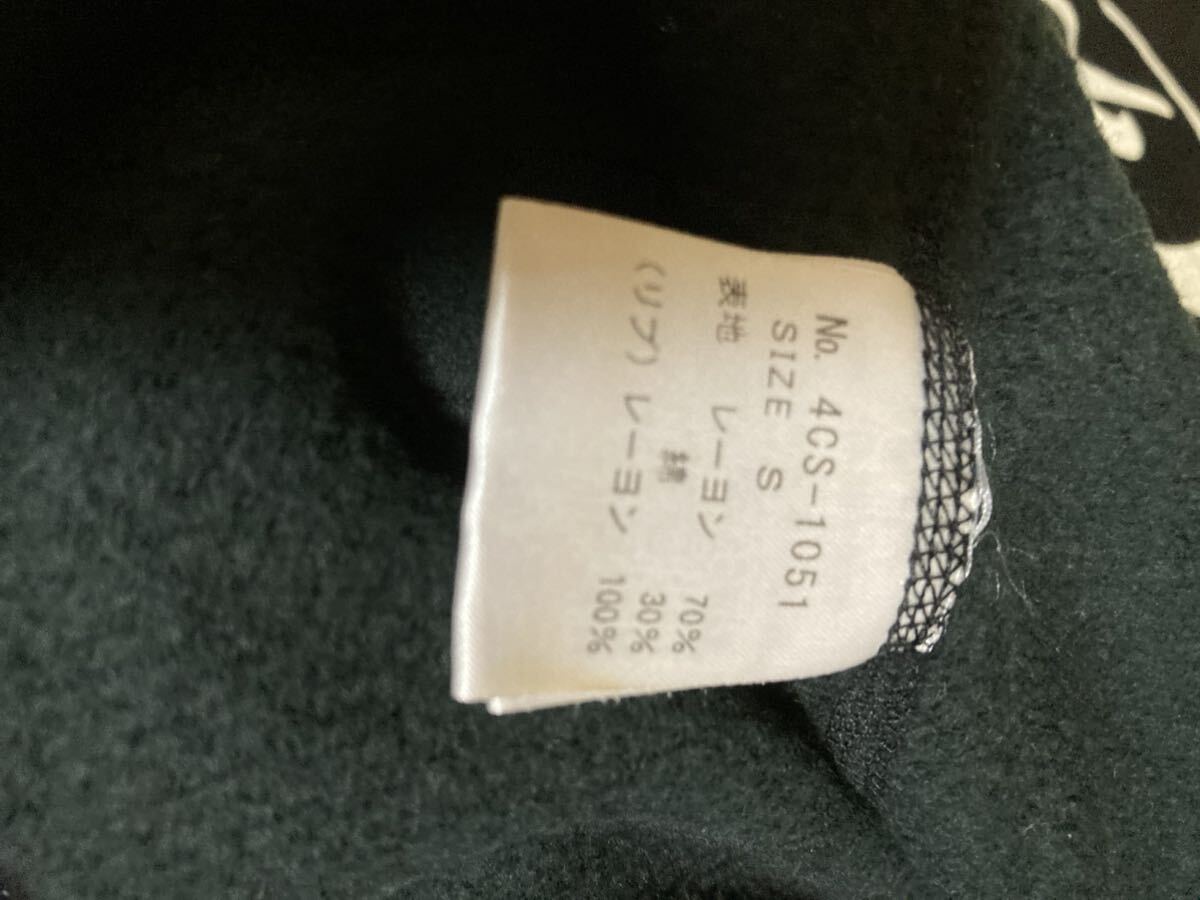 No. 4CS-1051
SIZE S
表地 レーヨン 70%
綿 30%
(リブ) レーヨン 100%